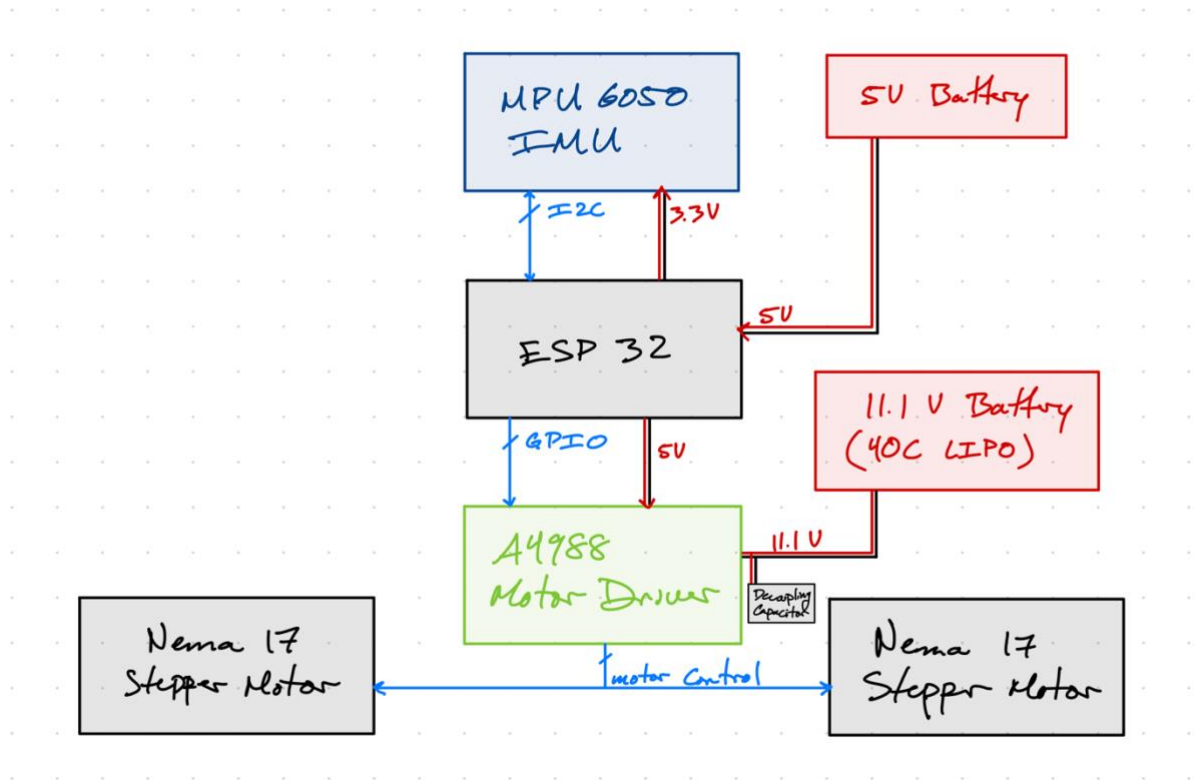 MPU 6050
IMU
5V Battery
I2C
3.3V
5V
ESP 32
11.1 V Battery
(40C LIPO)
GPIO
5V
A4988
Motor Driver
11.1 V
Decoupling
Capacitor
Nema 17
Stepper Motor
motor Control
Nema 17
Stepper Motor